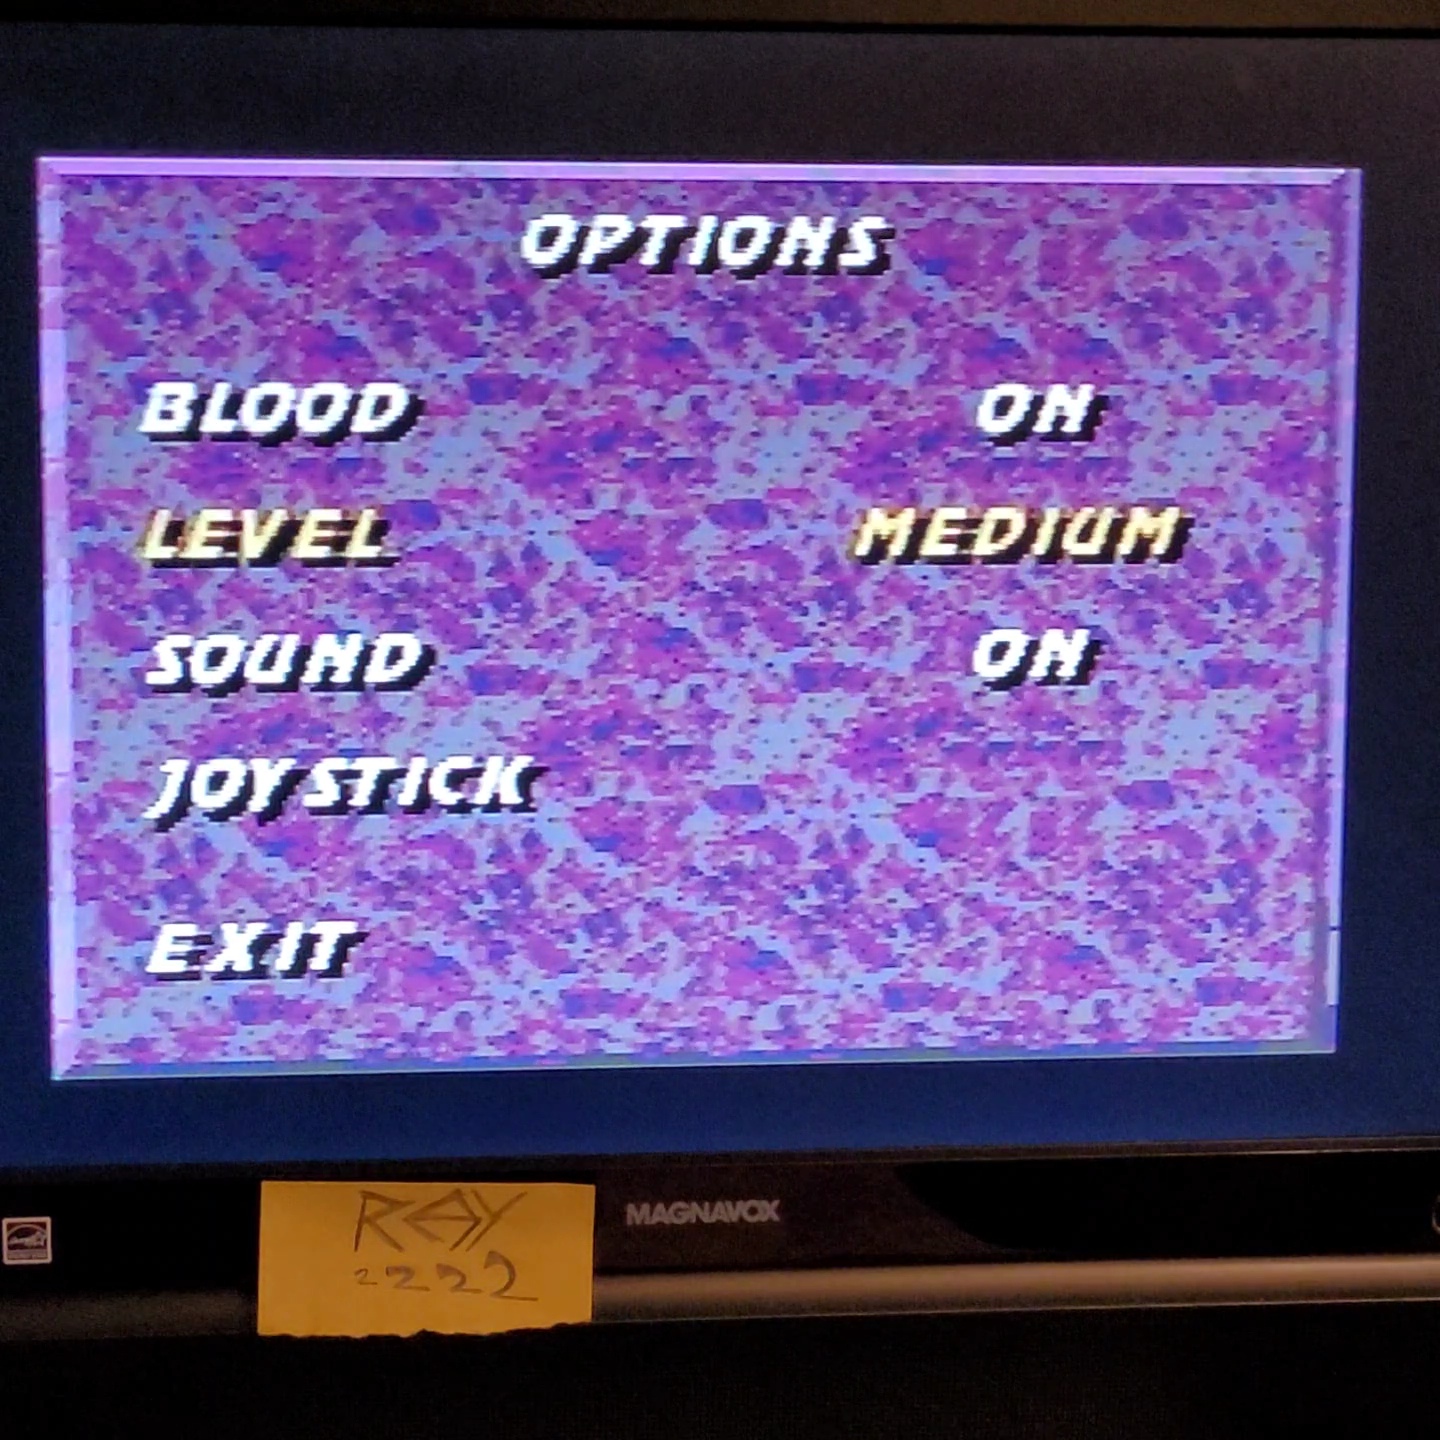 OPTIONS
BLOOD ON
LEVEL MEDIUM
SOUND ON
JOYSTICK
EXIT
MAGNAVOX
RAY
2222